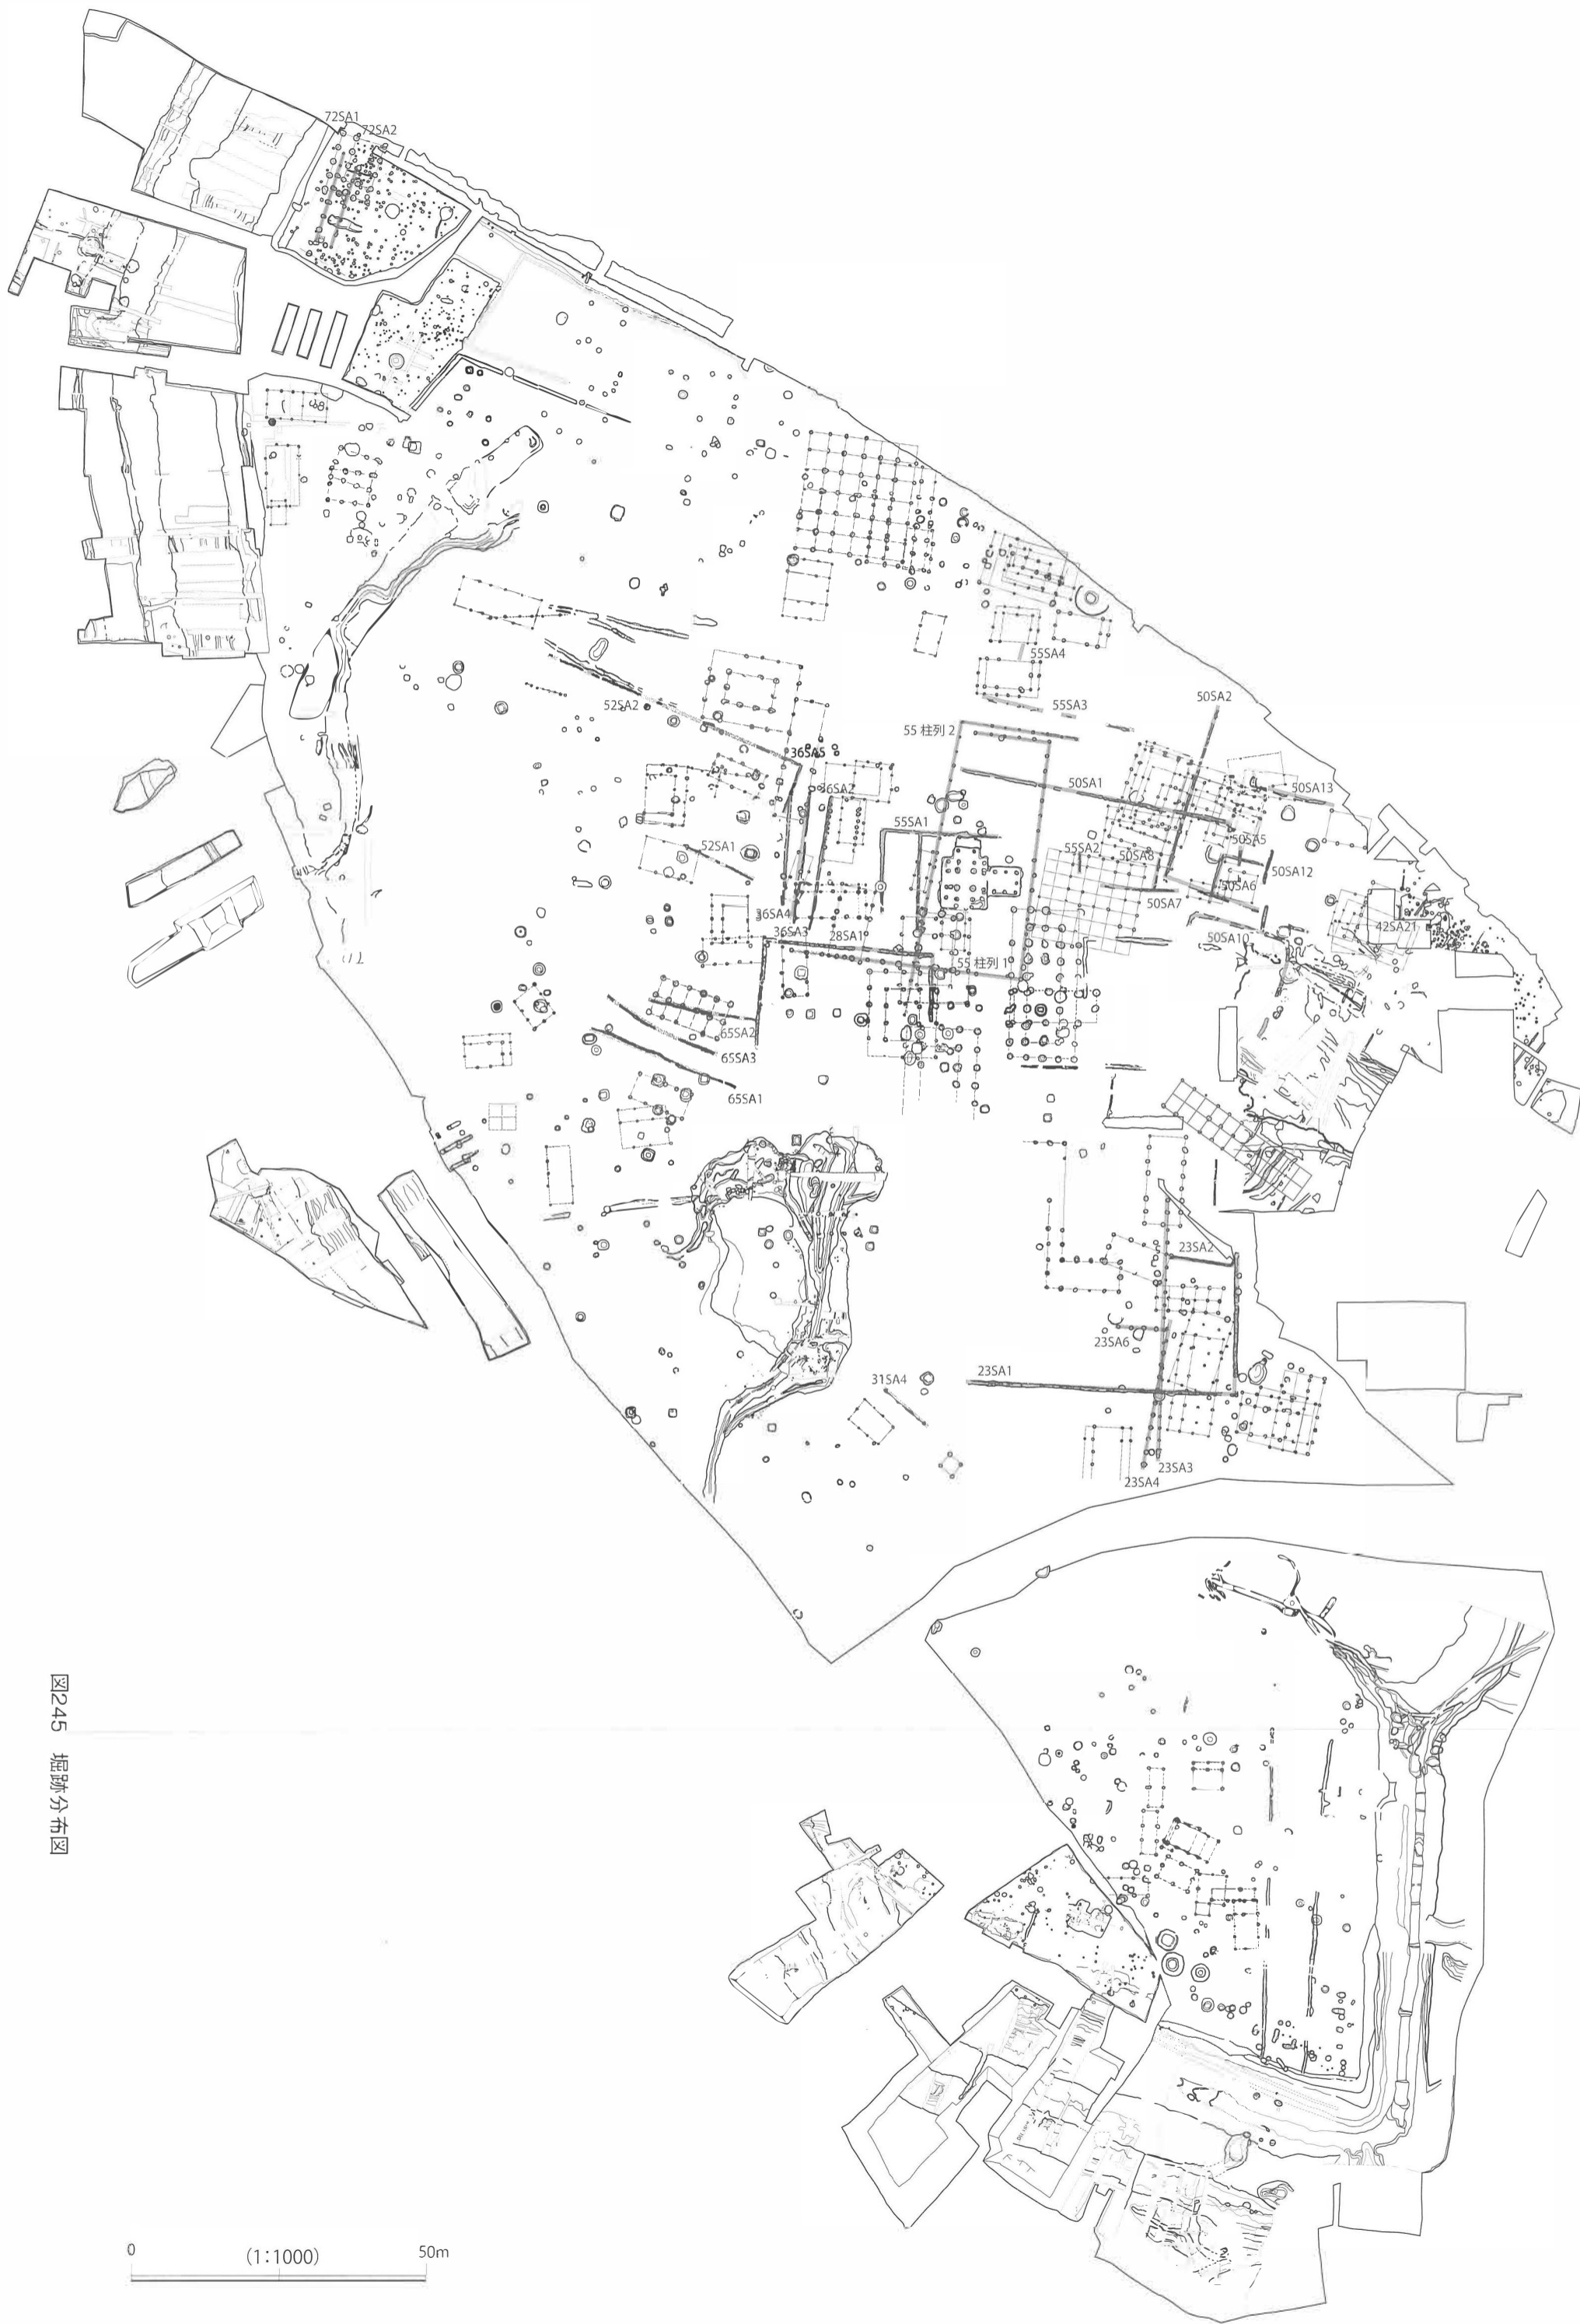 72SA1
72SA2
55SA4
52SA2
55SA3
50SA2
55 柱列 2
36SA5
50SA1
50SA13
36SA2
55SA1
50SA5
52SA1
55SA2
50SA8
50SA12
50SA6
50SA7
36SA4
36SA3
28SA1
50SA10
42SA21
55 柱列 1
65SA2
65SA3
65SA1
23SA2
23SA6
31SA4
23SA1
23SA3
23SA4
図245 堀跡分布図
0 (1:1000) 50m